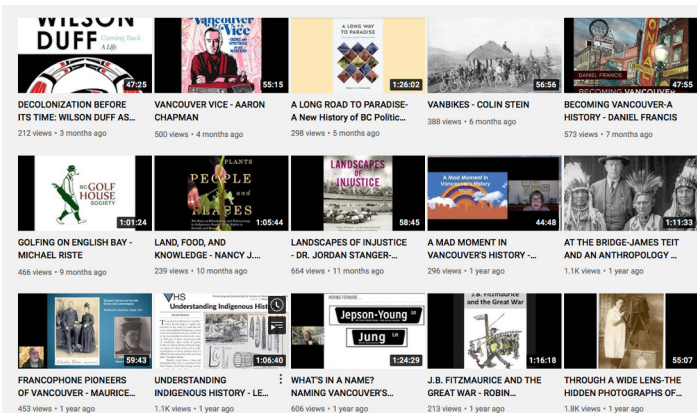 WILSON
DUFF Coming Back
A Life
47:25
Vancouver
Vice
55:15
A LONG WAY
TO PARADISE
1:26:02
56:56
DANIEL FRANCIS
BECOMING VANCOUVER
47:55
DECOLONIZATION BEFORE
ITS TIME: WILSON DUFF AS...
212 views • 3 months ago
VANCOUVER VICE - AARON
CHAPMAN
500 views • 4 months ago
A LONG ROAD TO PARADISE-
A New History of BC Politic...
298 views • 5 months ago
VANBIKES - COLIN STEIN
388 views • 6 months ago
BECOMING VANCOUVER-A
HISTORY - DANIEL FRANCIS
573 views • 7 months ago
BC GOLF
HOUSE
SOCIETY
1:01:24
PLANTS
PEOPLE
and
PLACES
1:05:44
LANDSCAPES
OF
INJUSTICE
58:45
A Mad Moment in
Vancouver's History
44:48
1:11:33
GOLFING ON ENGLISH BAY -
MICHAEL RISTE
466 views • 9 months ago
LAND, FOOD, AND
KNOWLEDGE - NANCY J....
239 views • 10 months ago
LANDSCAPES OF INJUSTICE
- DR. JORDAN STANGER-...
664 views • 11 months ago
A MAD MOMENT IN
VANCOUVER'S HISTORY -...
296 views • 1 year ago
AT THE BRIDGE-JAMES TEIT
AND AN ANTHROPOLOGY ...
1.1K views • 1 year ago
59:43
VHS
Understanding Indigenous Hist
1:06:40
Jepson-Young Ln
Jung Ln
1:24:29
J.B. Fitzmaurice
and the Great War
1:16:18
55:07
FRANCOPHONE PIONEERS
OF VANCOUVER - MAURICE...
453 views • 1 year ago
UNDERSTANDING
INDIGENOUS HISTORY - LE...
1.1K views • 1 year ago
WHAT'S IN A NAME?
NAMING VANCOUVER'S...
606 views • 1 year ago
J.B. FITZMAURICE AND THE
GREAT WAR - ROBIN...
213 views • 1 year ago
THROUGH A WIDE LENS-THE
HIDDEN PHOTOGRAPHS OF...
1.8K views • 1 year ago